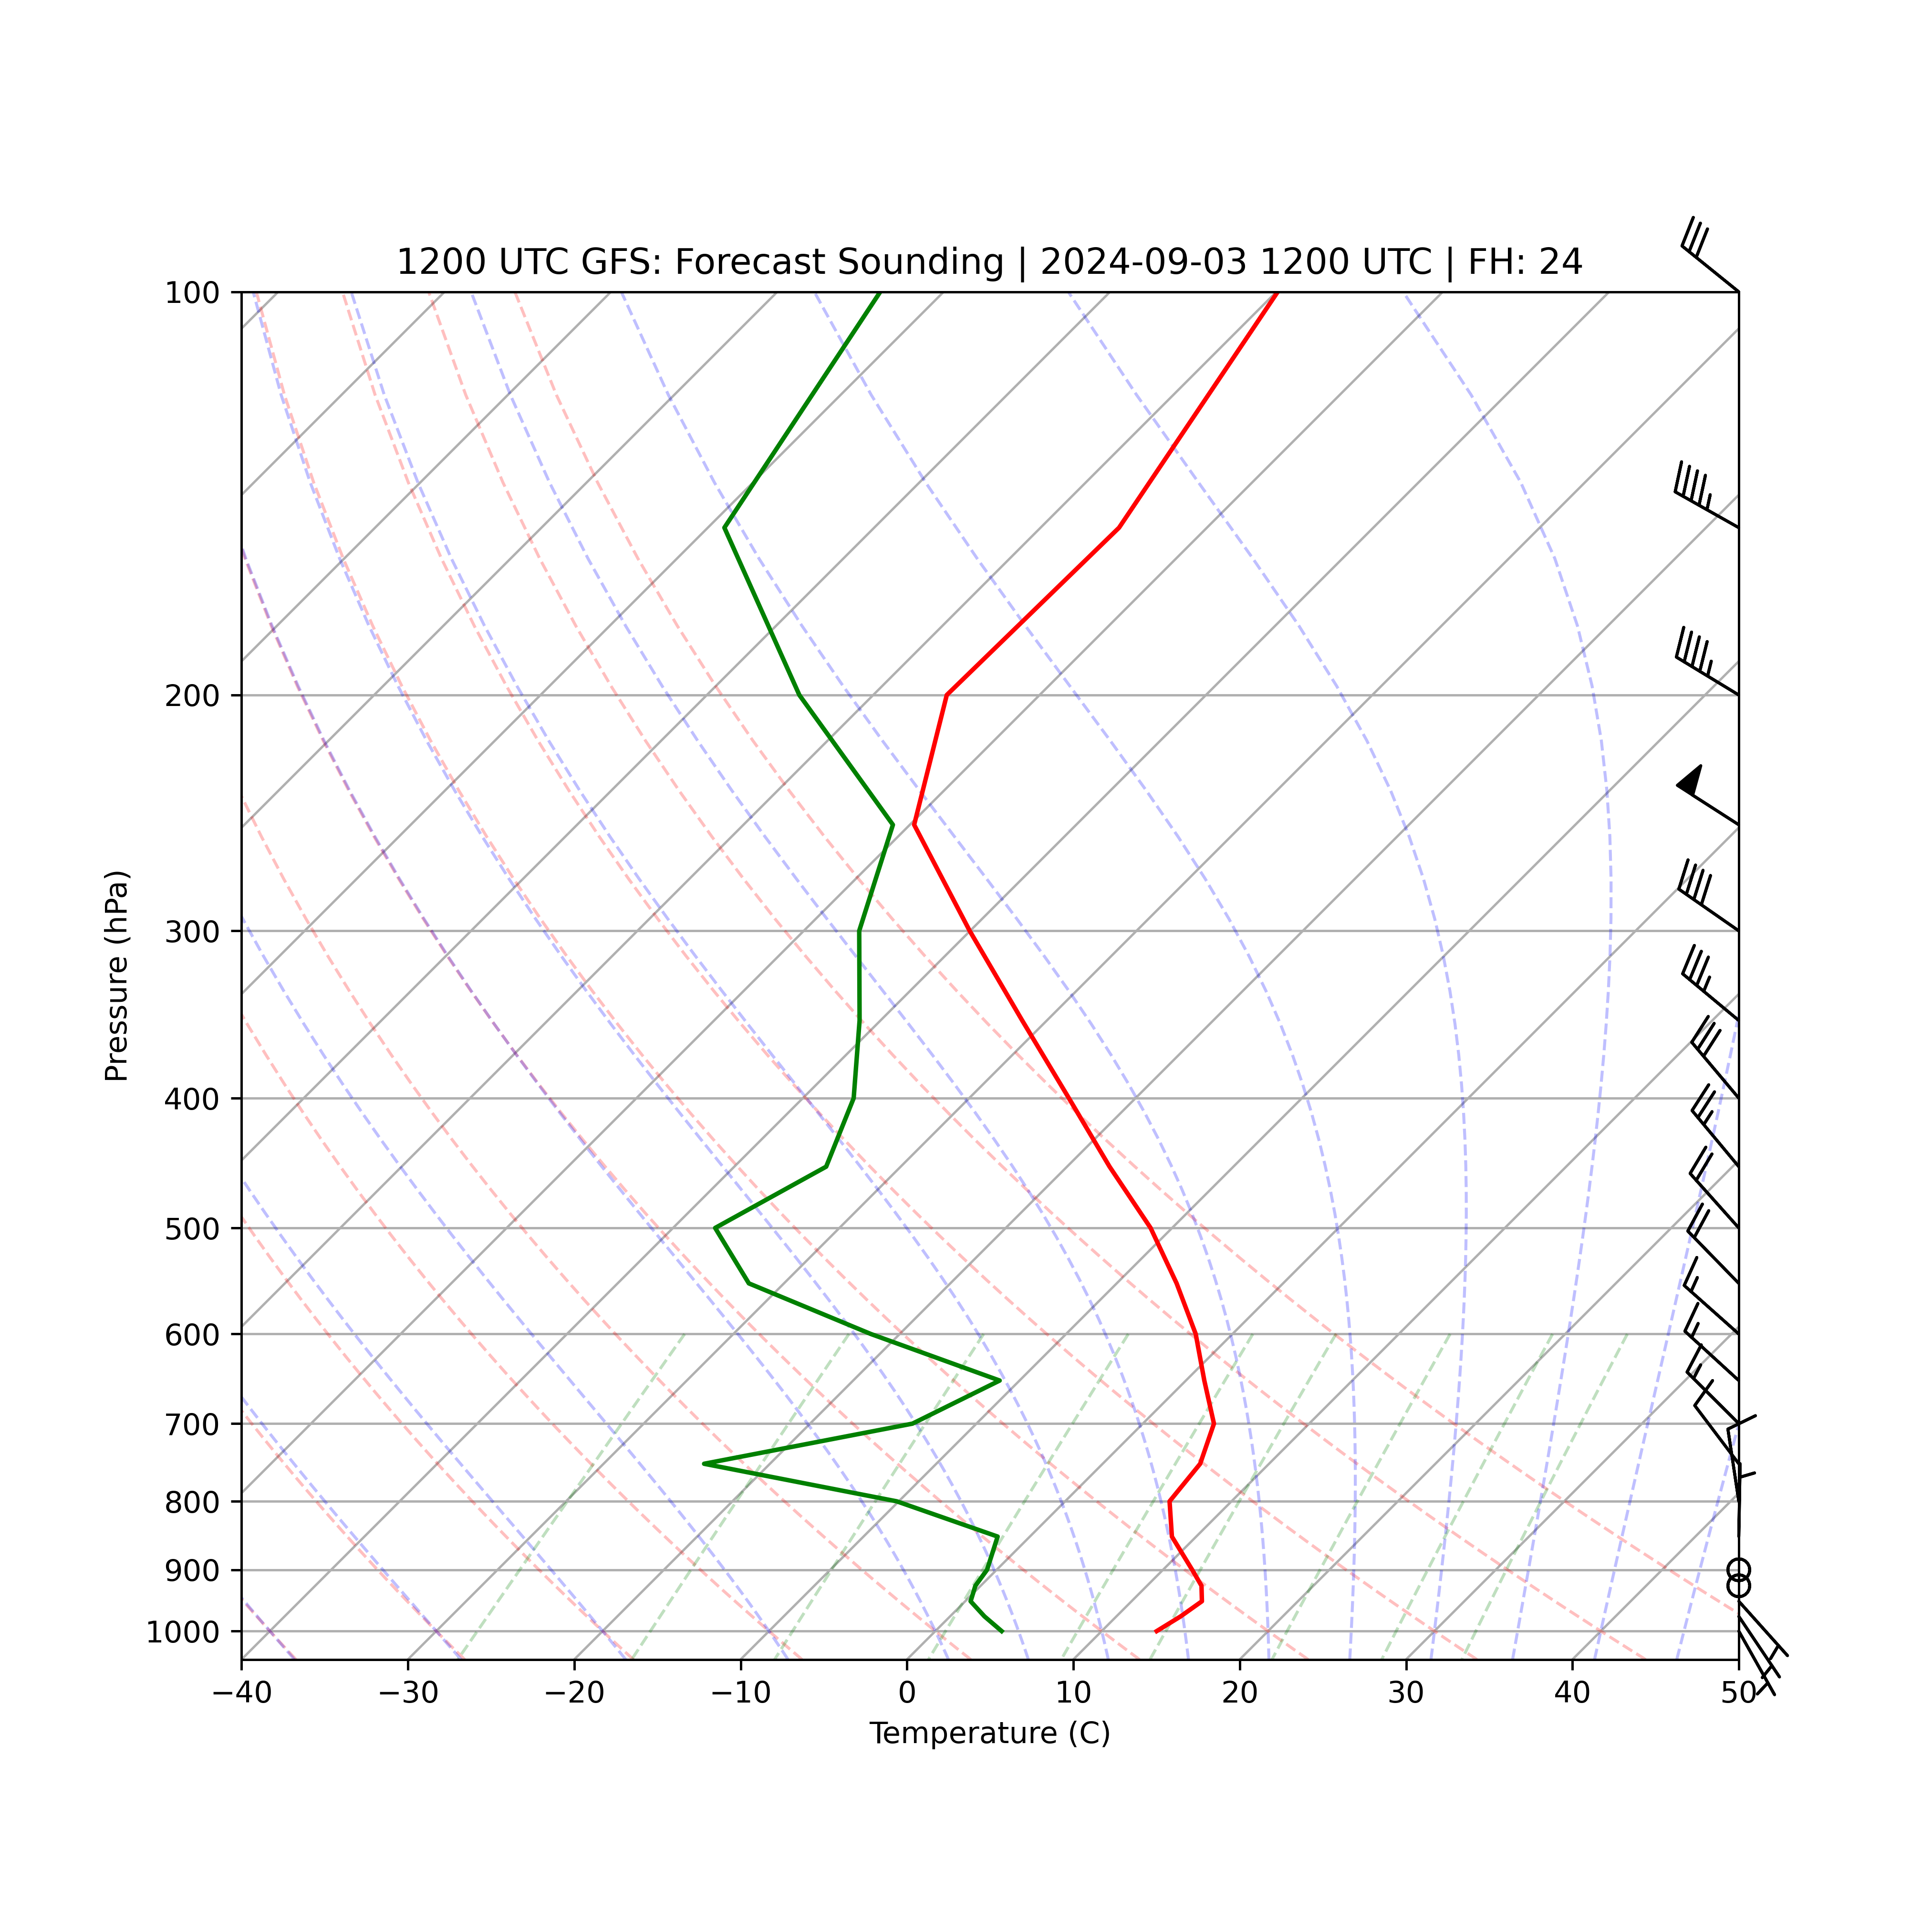 1200 UTC GFS: Forecast Sounding | 2024-09-03 1200 UTC | FH: 24
100
200
300
400
500
600
700
800
900
1000
Pressure (hPa)
−40 −30 −20 −10 0 10 20 30 40 50
Temperature (C)